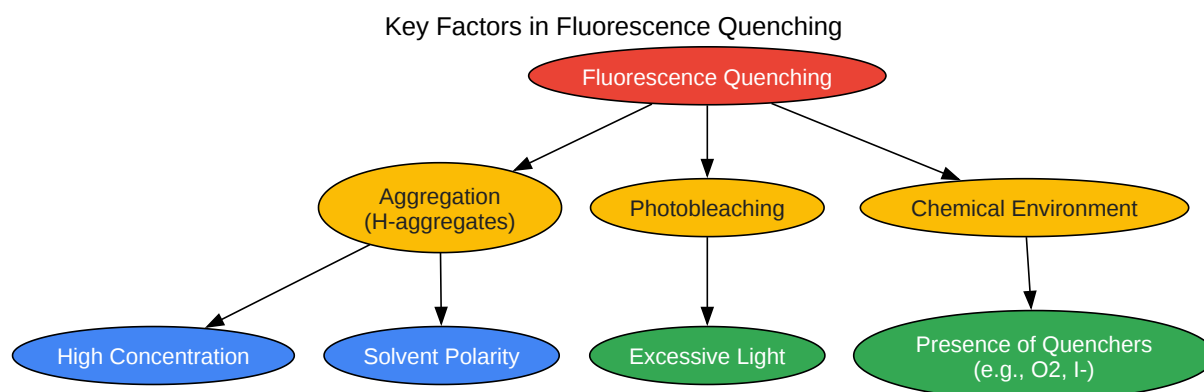 Key Factors in Fluorescence Quenching
Fluorescence Quenching
Aggregation
(H-aggregates)
Photobleaching
Chemical Environment
High Concentration
Solvent Polarity
Excessive Light
Presence of Quenchers
(e.g., O2, I-)